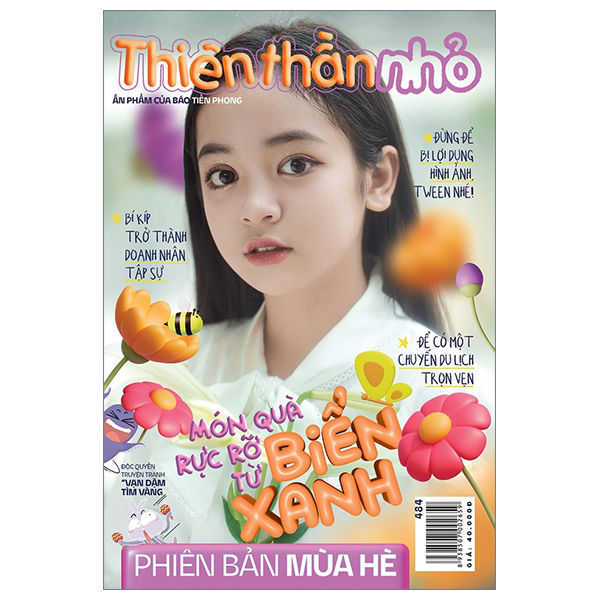 Thiên thần nhỏ
ẤN PHẨM CỦA BÁO TIỀN PHONG
ĐỪNG ĐỂ
BỊ LỢI DỤNG
HÌNH ẢNH,
TWEEN NHÉ!
BÍ KÍP
TRỞ THÀNH
DOANH NHÂN
TẬP SỰ
ĐỂ CÓ MỘT
CHUYẾN DU LỊCH
TRỌN VẸN
MÓN QUÀ
RỰC RỠ
TỪ
BIỂN
XANH
ĐỘC QUYỀN
TRUYỆN TRANH
"VẠN DẶM
TÌM VÀNG
484
8938507002659
GIÁ: 40.000Đ
PHIÊN BẢN MÙA HÈ